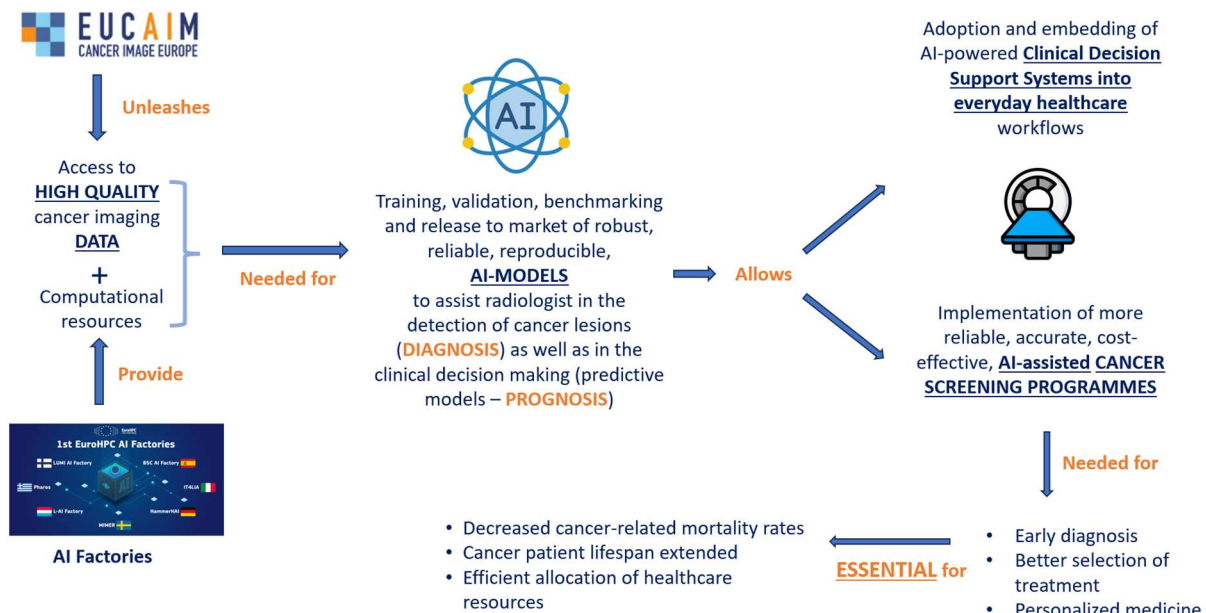 EUCAIM
CANCER IMAGE EUROPE
Unleashes
Access to
HIGH QUALITY
cancer imaging
DATA
+
Computational
resources
Provide
EuroHPC
1st EuroHPC AI Factories
LUMI AI Factory
BSC AI Factory
Pharos
IT4LIA
L-AI Factory
HammerHAI
MIMER
AI
AI Factories
Needed for
AI
Training, validation, benchmarking
and release to market of robust,
reliable, reproducible,
AI-MODELS
to assist radiologist in the
detection of cancer lesions
(DIAGNOSIS) as well as in the
clinical decision making (predictive
models – PROGNOSIS)
Allows
Adoption and embedding of
AI-powered Clinical Decision
Support Systems into
everyday healthcare
workflows
Implementation of more
reliable, accurate, cost-
effective, AI-assisted CANCER
SCREENING PROGRAMMES
Needed for
• Early diagnosis
• Better selection of
treatment
• Personalized medicine
ESSENTIAL for
• Decreased cancer-related mortality rates
• Cancer patient lifespan extended
• Efficient allocation of healthcare
resources